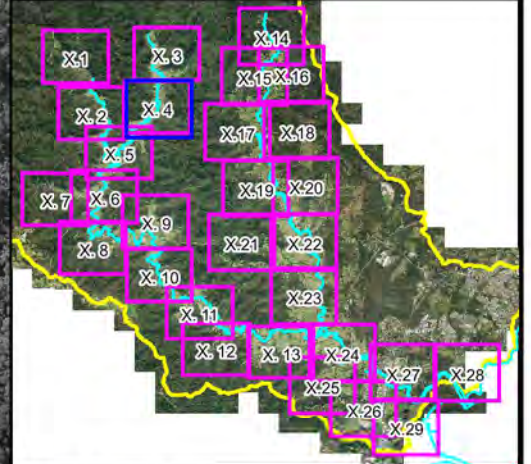 X.14
X.1
X. 3
X.15
X.16
X. 2
X. 4
X.17
X.18
X. 5
X. 7
X. 6
X.19
X.20
X. 9
X. 8
X.21
X.22
X. 10
X.23
X. 11
X. 12
X. 13
X.24
X.27
X.28
X.25
X.26
X.29